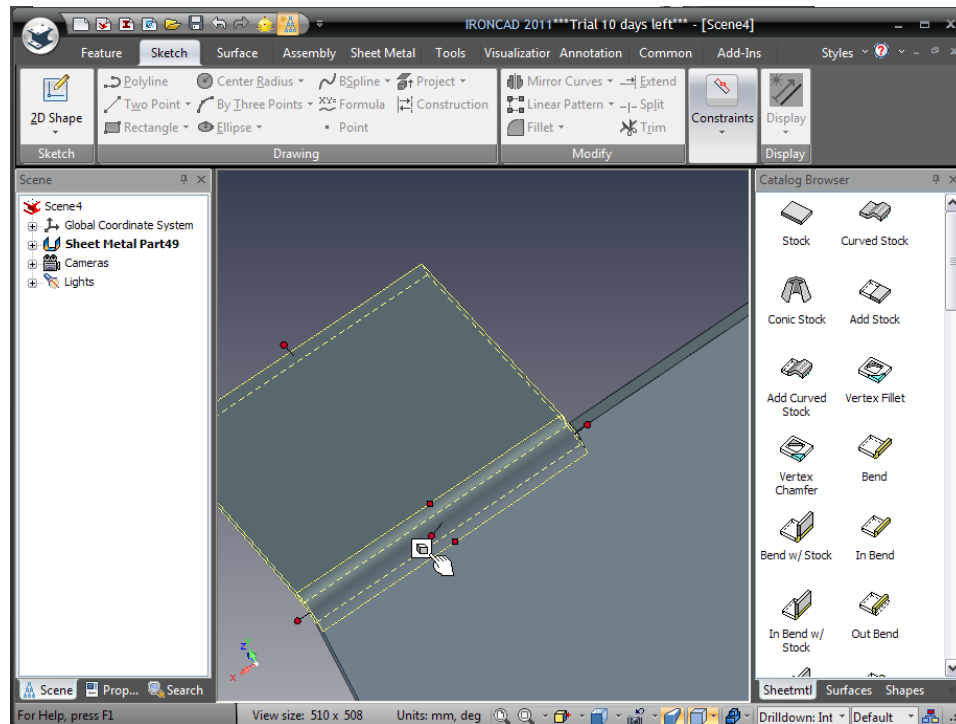 IRONCAD 2011***Trial 10 days left*** - [Scene4]
Feature Sketch Surface Assembly Sheet Metal Tools Visualization Annotation Common Add-Ins Styles
2D Shape
Polyline Center Radius BSpline Project
Two Point By Three Points XY= Formula Construction
Rectangle Ellipse Point
Mirror Curves Extend
Linear Pattern Split
Fillet Trim
Constraints
Display
Sketch Drawing Modify Display
Scene
Scene4
Global Coordinate System
Sheet Metal Part49
Cameras
Lights
z
x
Catalog Browser
Stock Curved Stock
Conic Stock Add Stock
Add Curved Stock Vertex Fillet
Vertex Chamfer Bend
Bend w/ Stock In Bend
In Bend w/ Stock Out Bend
Scene Prop... Search
Sheetmtl Surfaces Shapes
For Help, press F1 View size: 510 x 508 Units: mm, deg Drilldown: Int Default